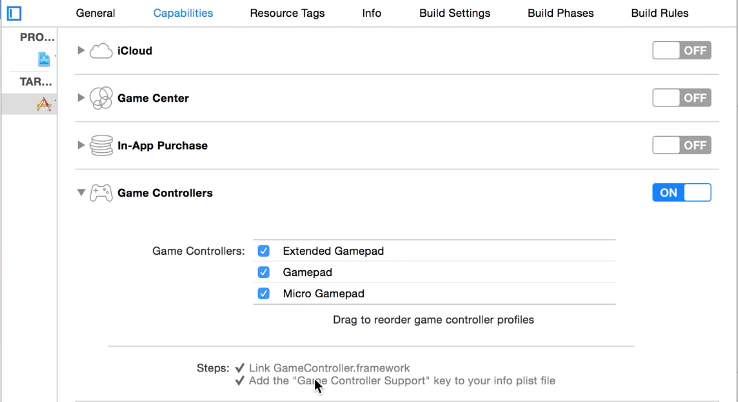 General Capabilities Resource Tags Info Build Settings Build Phases Build Rules
PRO...
TAR...
iCloud OFF
Game Center OFF
In-App Purchase OFF
Game Controllers ON
Game Controllers: Extended Gamepad
Gamepad
Micro Gamepad
Drag to reorder game controller profiles
Steps: ✓ Link GameController.framework
✓ Add the "Game Controller Support" key to your info plist file